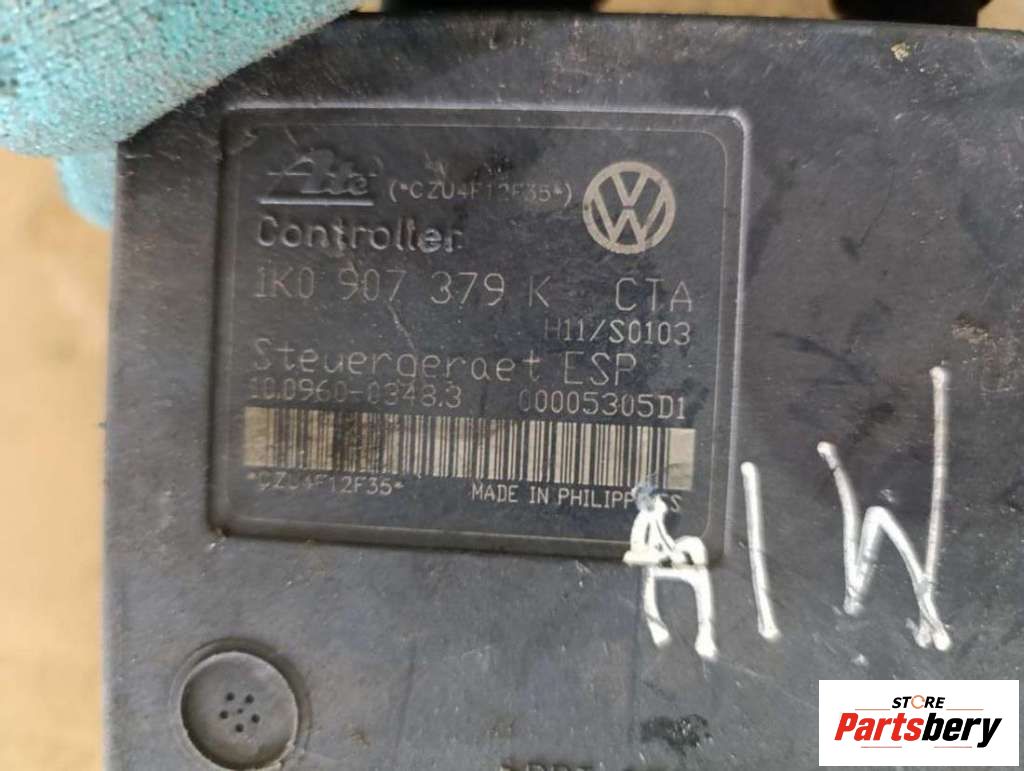 Ate (*CZU4F12F35*)
Controller
1K0 907 379 K CTA
H11/S0103
Steuergeraet ESP
10.0960-0348.3 00005305D1
*CZU4F12F35* MADE IN PHILIPPINES
STORE
Partsbery